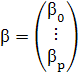 β = (β₀
⋮
βₚ)